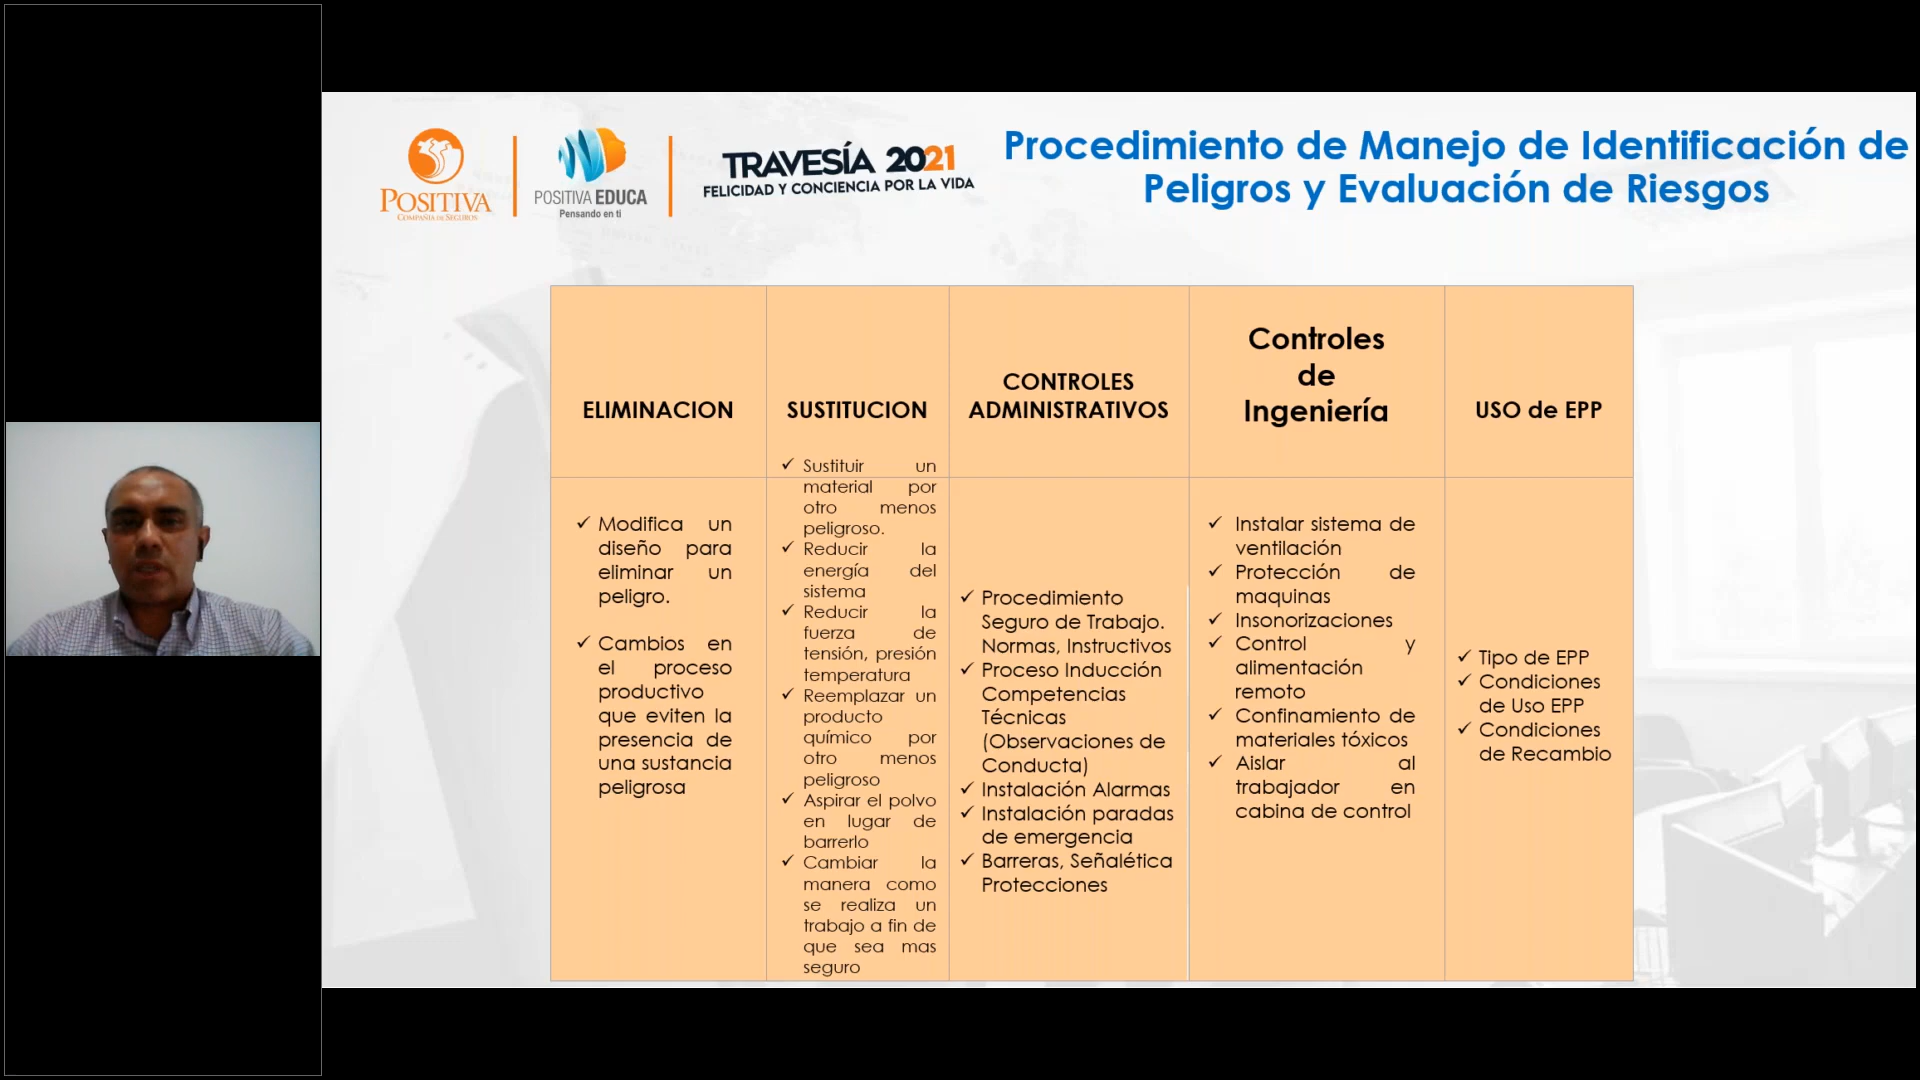 POSITIVA
COMPAÑÍA DE SEGUROS
POSITIVA EDUCA
Pensando en ti
TRAVESÍA 2021
FELICIDAD Y CONCIENCIA POR LA VIDA
Procedimiento de Manejo de Identificación de
Peligros y Evaluación de Riesgos
ELIMINACION
SUSTITUCION
CONTROLES
ADMINISTRATIVOS
Controles
de
Ingeniería
USO de EPP
✓ Modifica un
diseño para
eliminar un
peligro.
✓ Cambios en
el proceso
productivo
que eviten la
presencia de
una sustancia
peligrosa
✓ Sustituir un
material por
otro menos
peligroso.
✓ Reducir la
energía del
sistema
✓ Reducir la
fuerza de
tensión, presión
temperatura
✓ Reemplazar un
producto
químico por
otro menos
peligroso
✓ Aspirar el polvo
en lugar de
barrerlo
✓ Cambiar la
manera como
se realiza un
trabajo a fin de
que sea mas
seguro
✓ Procedimiento
Seguro de Trabajo.
Normas, Instructivos
✓ Proceso Inducción
Competencias
Técnicas
(Observaciones de
Conducta)
✓ Instalación Alarmas
✓ Instalación paradas
de emergencia
✓ Barreras, Señalética
Protecciones
✓ Instalar sistema de
ventilación
✓ Protección de
maquinas
✓ Insonorizaciones
✓ Control y
alimentación
remoto
✓ Confinamiento de
materiales tóxicos
✓ Aislar al
trabajador en
cabina de control
✓ Tipo de EPP
✓ Condiciones
de Uso EPP
✓ Condiciones
de Recambio